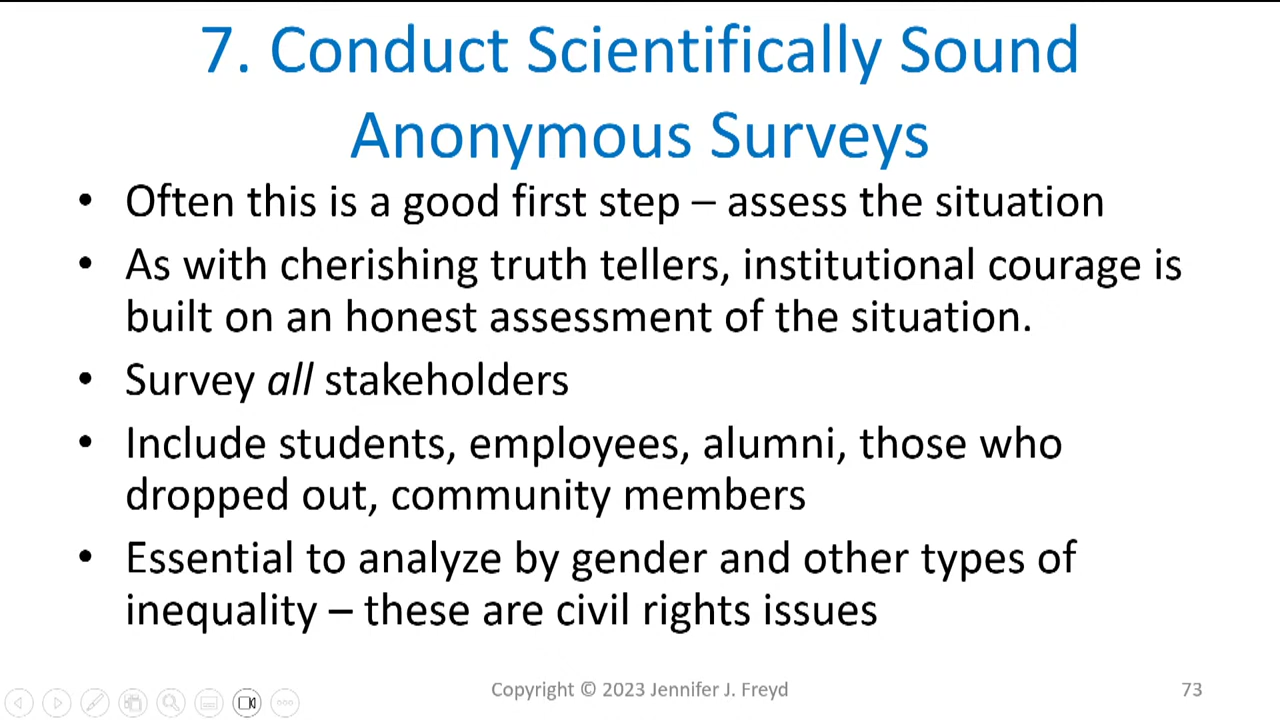 7. Conduct Scientifically Sound
Anonymous Surveys
• Often this is a good first step – assess the situation
• As with cherishing truth tellers, institutional courage is
built on an honest assessment of the situation.
• Survey all stakeholders
• Include students, employees, alumni, those who
dropped out, community members
• Essential to analyze by gender and other types of
inequality – these are civil rights issues
Copyright © 2023 Jennifer J. Freyd
73